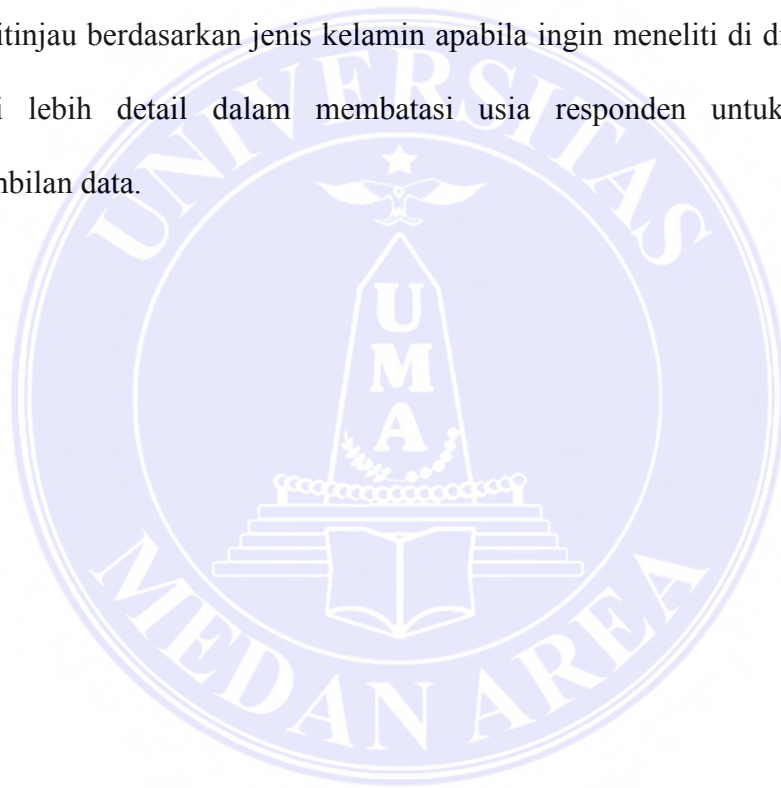 itinjau berdasarkan jenis kelamin apabila ingin meneliti di d
i lebih detail dalam membatasi usia responden untuk
mbilan data.
UNIVERSITAS
U
M
A
MEDAN AREA